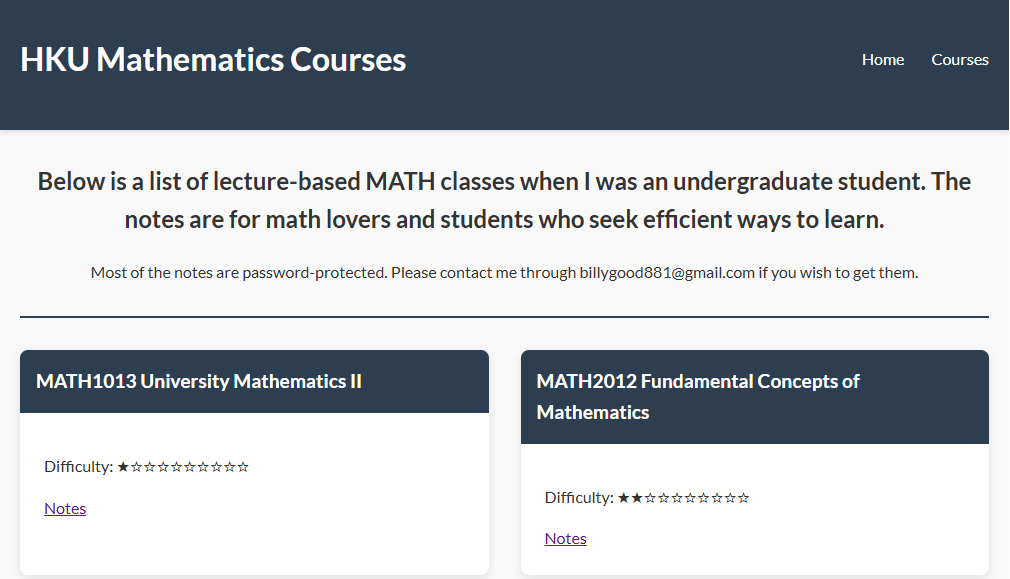 HKU Mathematics Courses
Home Courses
Below is a list of lecture-based MATH classes when I was an undergraduate student. The
notes are for math lovers and students who seek efficient ways to learn.
Most of the notes are password-protected. Please contact me through billygood881@gmail.com if you wish to get them.
MATH1013 University Mathematics II
Difficulty: ★☆☆☆☆☆☆☆☆☆
Notes
MATH2012 Fundamental Concepts of
Mathematics
Difficulty: ★★☆☆☆☆☆☆☆☆
Notes